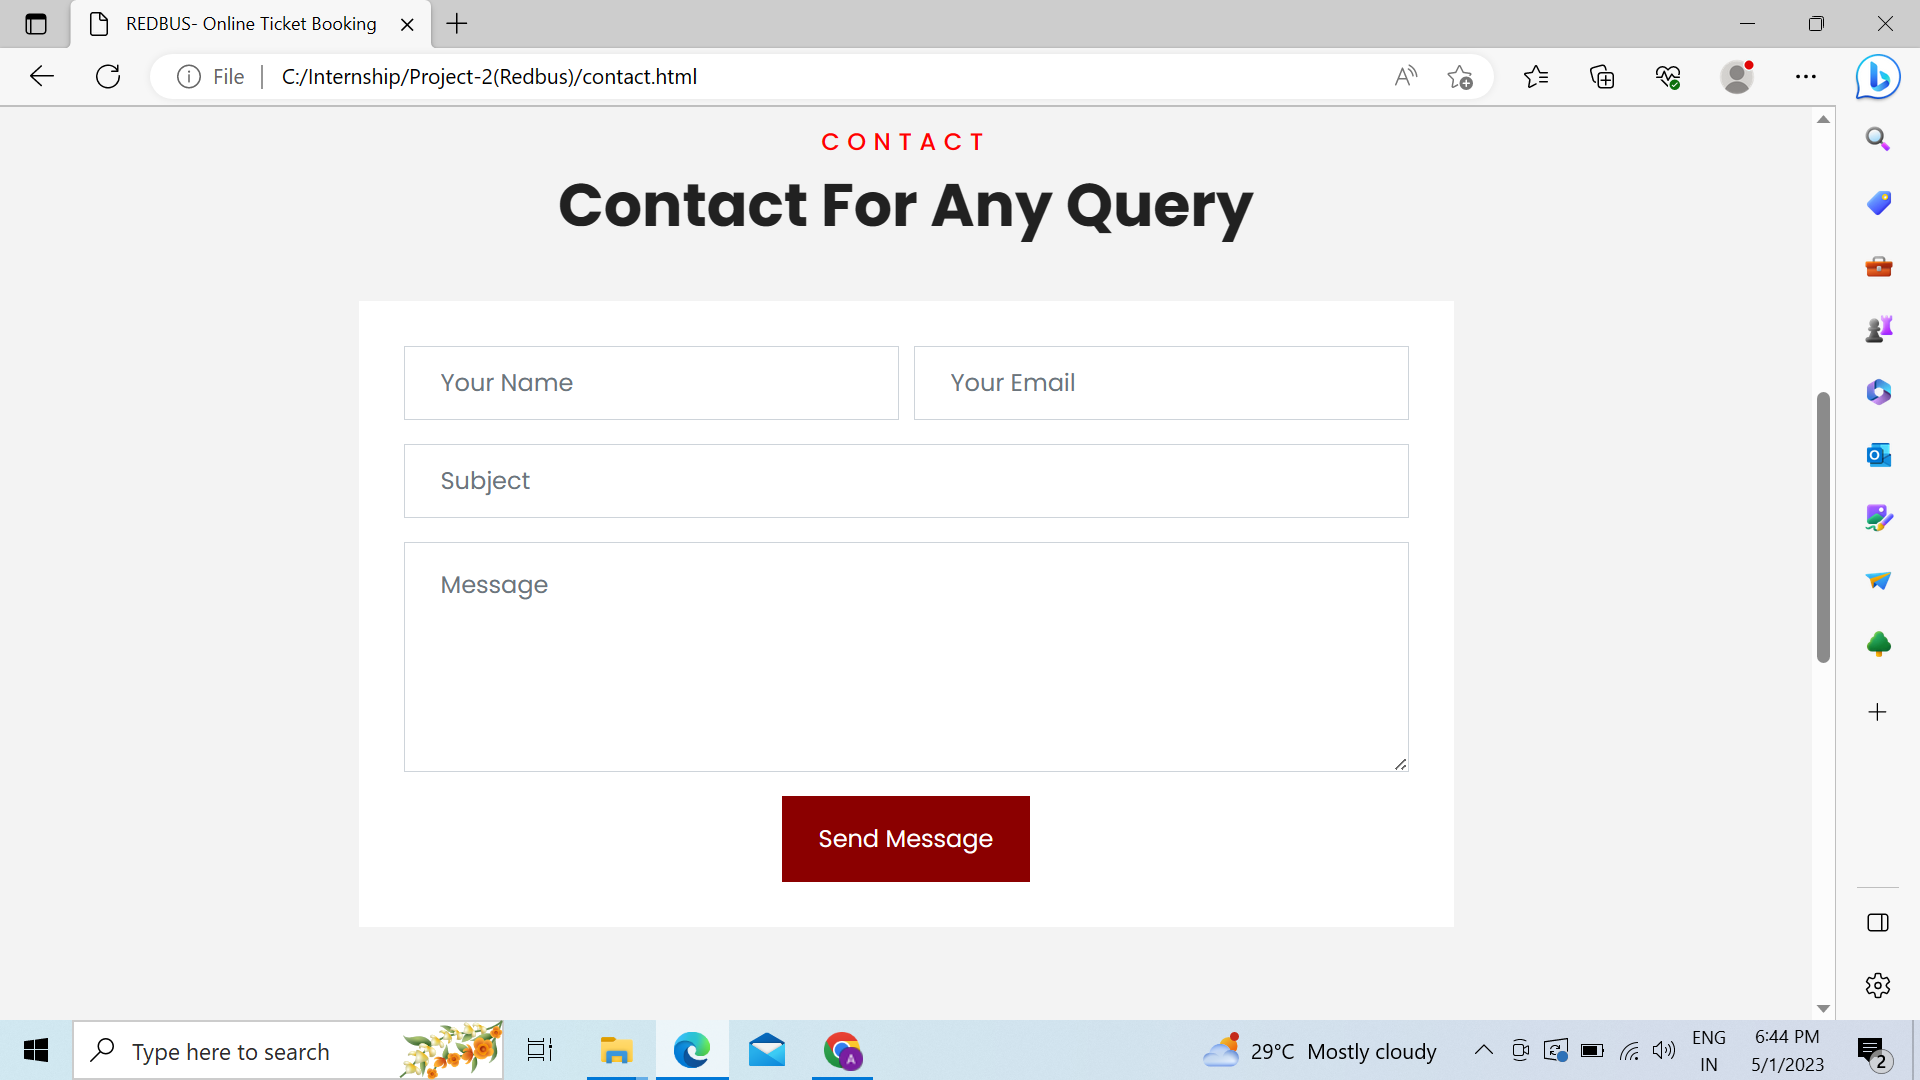 REDBUS- Online Ticket Booking
File
C:/Internship/Project-2(Redbus)/contact.html
CONTACT
Contact For Any Query
Your Name
Your Email
Subject
Message
Send Message
Type here to search
29°C Mostly cloudy
ENG
IN
6:44 PM
5/1/2023
2
A